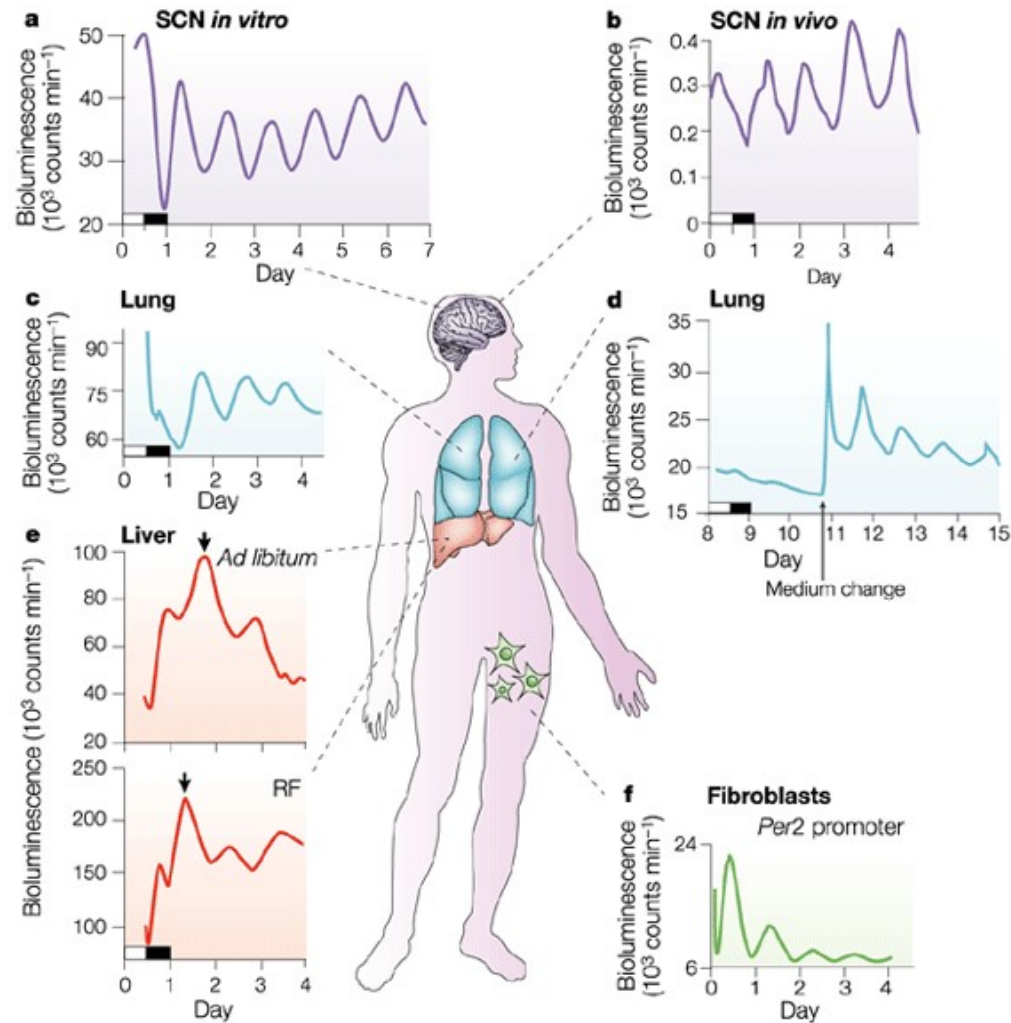 a SCN in vitro
Bioluminescence
(10³ counts min⁻¹)
50
40
30
20
0 1 2 3 4 5 6 7
Day
b SCN in vivo
Bioluminescence
(10³ counts min⁻¹)
0.4
0.3
0.2
0.1
0
0 1 2 3 4
Day
c Lung
Bioluminescence
(10³ counts min⁻¹)
90
75
60
0 1 2 3 4
Day
d Lung
Bioluminescence
(10³ counts min⁻¹)
35
30
25
20
15
8 9 10 11 12 13 14 15
Day
Medium change
e Liver
Ad libitum
Bioluminescence (10³ counts min⁻¹)
100
80
60
40
20
RF
250
200
150
100
0 1 2 3 4
Day
f Fibroblasts
Per2 promoter
Bioluminescence
(10³ counts min⁻¹)
24
6
0 1 2 3 4
Day